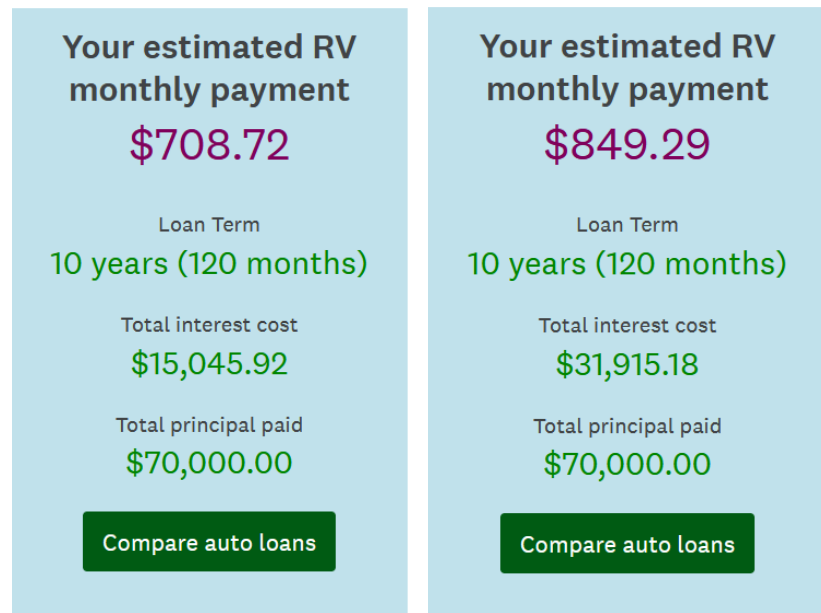 Your estimated RV
monthly payment
$708.72
Loan Term
10 years (120 months)
Total interest cost
$15,045.92
Total principal paid
$70,000.00
Compare auto loans
Your estimated RV
monthly payment
$849.29
Loan Term
10 years (120 months)
Total interest cost
$31,915.18
Total principal paid
$70,000.00
Compare auto loans